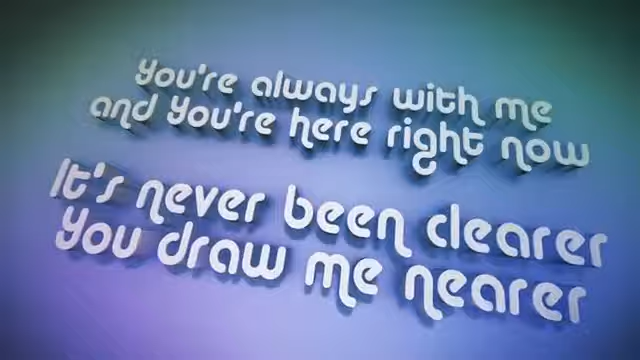 You're always with me
and You're here right now
It's never been clearer
You draw me nearer